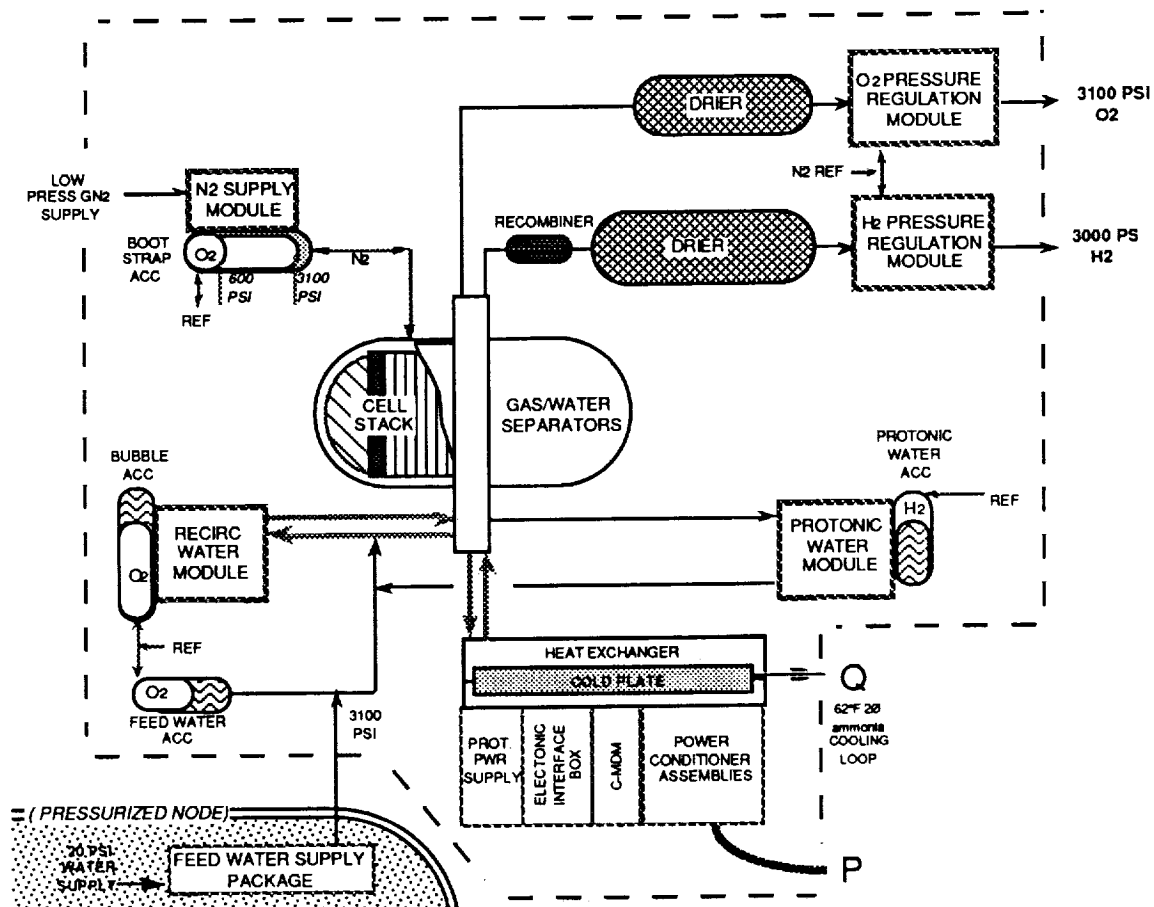 DRIER
O2 PRESSURE
REGULATION
MODULE
3100 PSI
O2
N2 REF
LOW
PRESS GN2
SUPPLY
N2 SUPPLY
MODULE
BOOT
STRAP
ACC
O2
600
PSI
3100
PSI
REF
N2
RECOMBINER
DRIER
H2 PRESSURE
REGULATION
MODULE
3000 PS
H2
CELL
STACK
GAS/WATER
SEPARATORS
BUBBLE
ACC
O2
RECIRC
WATER
MODULE
PROTONIC
WATER
ACC
H2
REF
PROTONIC
WATER
MODULE
REF
O2
FEED WATER
ACC
3100
PSI
HEAT EXCHANGER
COLD PLATE
Q
62°F 2Ø
ammonia
COOLING
LOOP
PROT.
PWR
SUPPLY
ELECTONIC
INTERFACE
BOX
C-MDM
POWER
CONDITIONER
ASSEMBLIES
P
( PRESSURIZED NODE)
20 PSI
WATER
SUPPLY
FEED WATER SUPPLY
PACKAGE